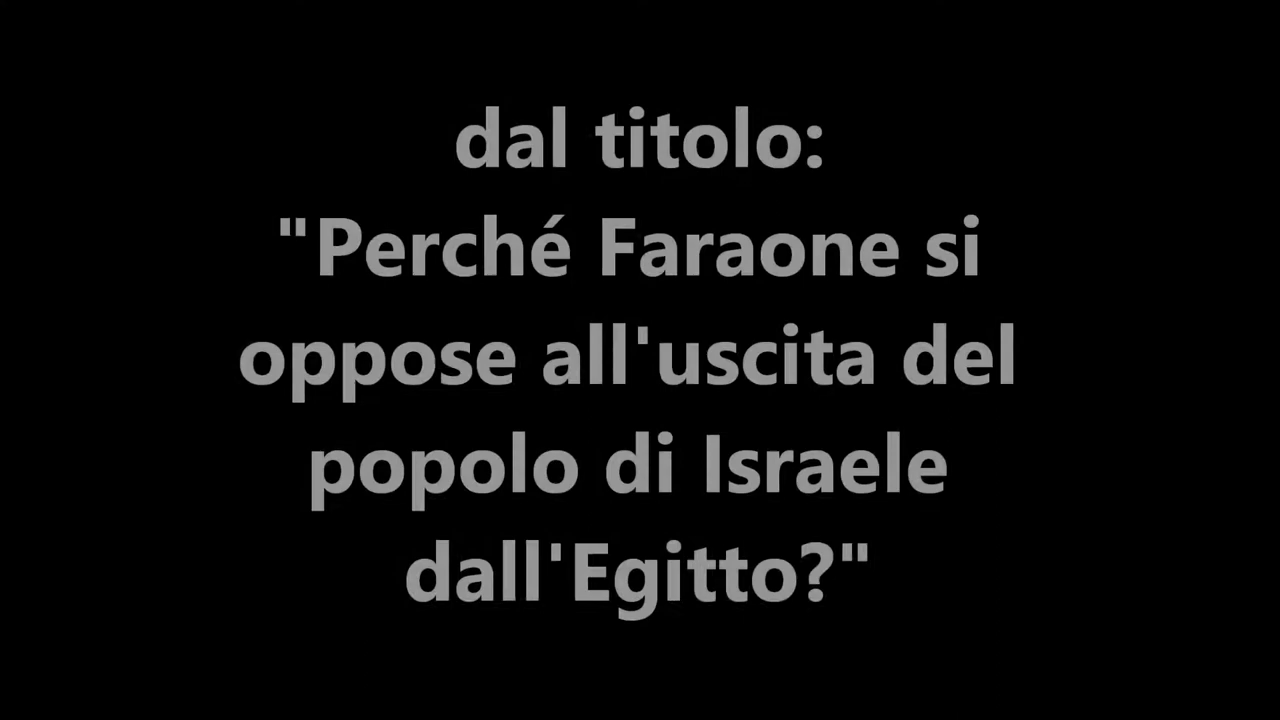 dal titolo:
"Perché Faraone si
oppose all'uscita del
popolo di Israele
dall'Egitto?"